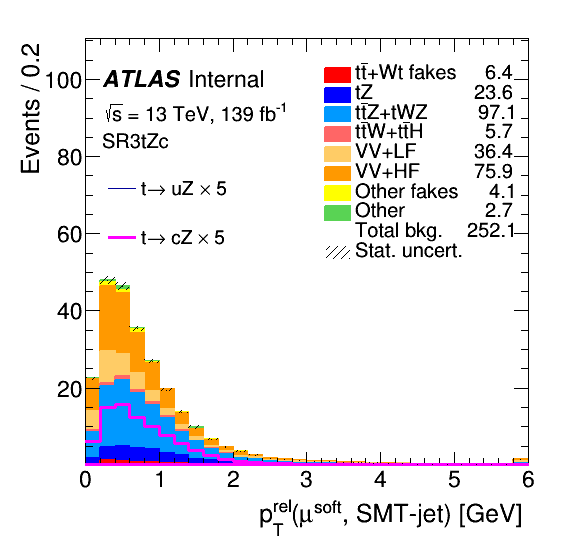 Events / 0.2
ATLAS Internal
√s = 13 TeV, 139 fb⁻¹
SR3tZc
t→ uZ × 5
t→ cZ × 5
tt̄+Wt fakes 6.4
tZ 23.6
tt̄Z+tWZ 97.1
tt̄W+tt̄H 5.7
VV+LF 36.4
VV+HF 75.9
Other fakes 4.1
Other 2.7
Total bkg. 252.1
Stat. uncert.
100
80
60
40
20
0 1 2 3 4 5 6
p_T^rel(μ^soft, SMT-jet) [GeV]